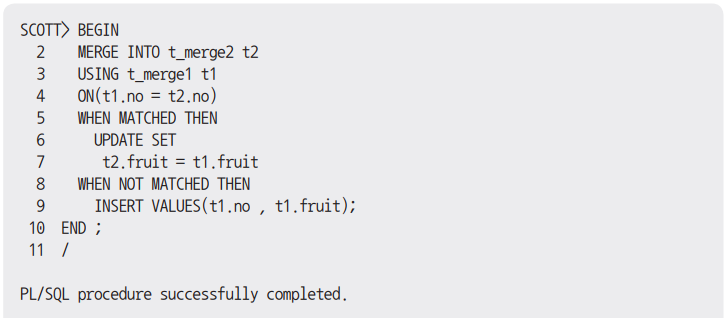 SCOTT> BEGIN
2 MERGE INTO t_merge2 t2
3 USING t_merge1 t1
4 ON(t1.no = t2.no)
5 WHEN MATCHED THEN
6 UPDATE SET
7 t2.fruit = t1.fruit
8 WHEN NOT MATCHED THEN
9 INSERT VALUES(t1.no , t1.fruit);
10 END ;
11 /
PL/SQL procedure successfully completed.